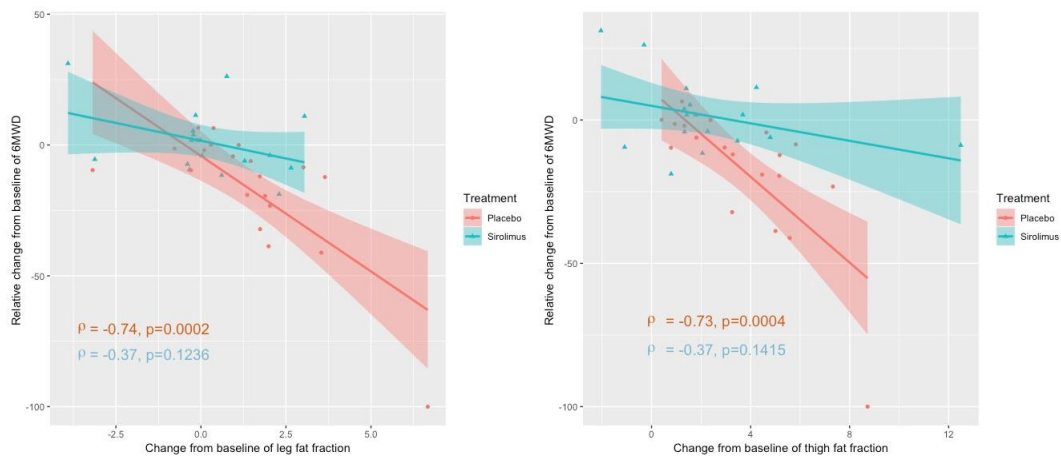 50
0
-50
-100
Relative change from baseline of 6MWD
ρ = -0.74, p=0.0002
ρ = -0.37, p=0.1236
-2.5
0.0
2.5
5.0
Change from baseline of leg fat fraction
Treatment
Placebo
Sirolimus
0
-50
-100
Relative change from baseline of 6MWD
ρ = -0.73, p=0.0004
ρ = -0.37, p=0.1415
0
4
8
12
Change from baseline of thigh fat fraction
Treatment
Placebo
Sirolimus